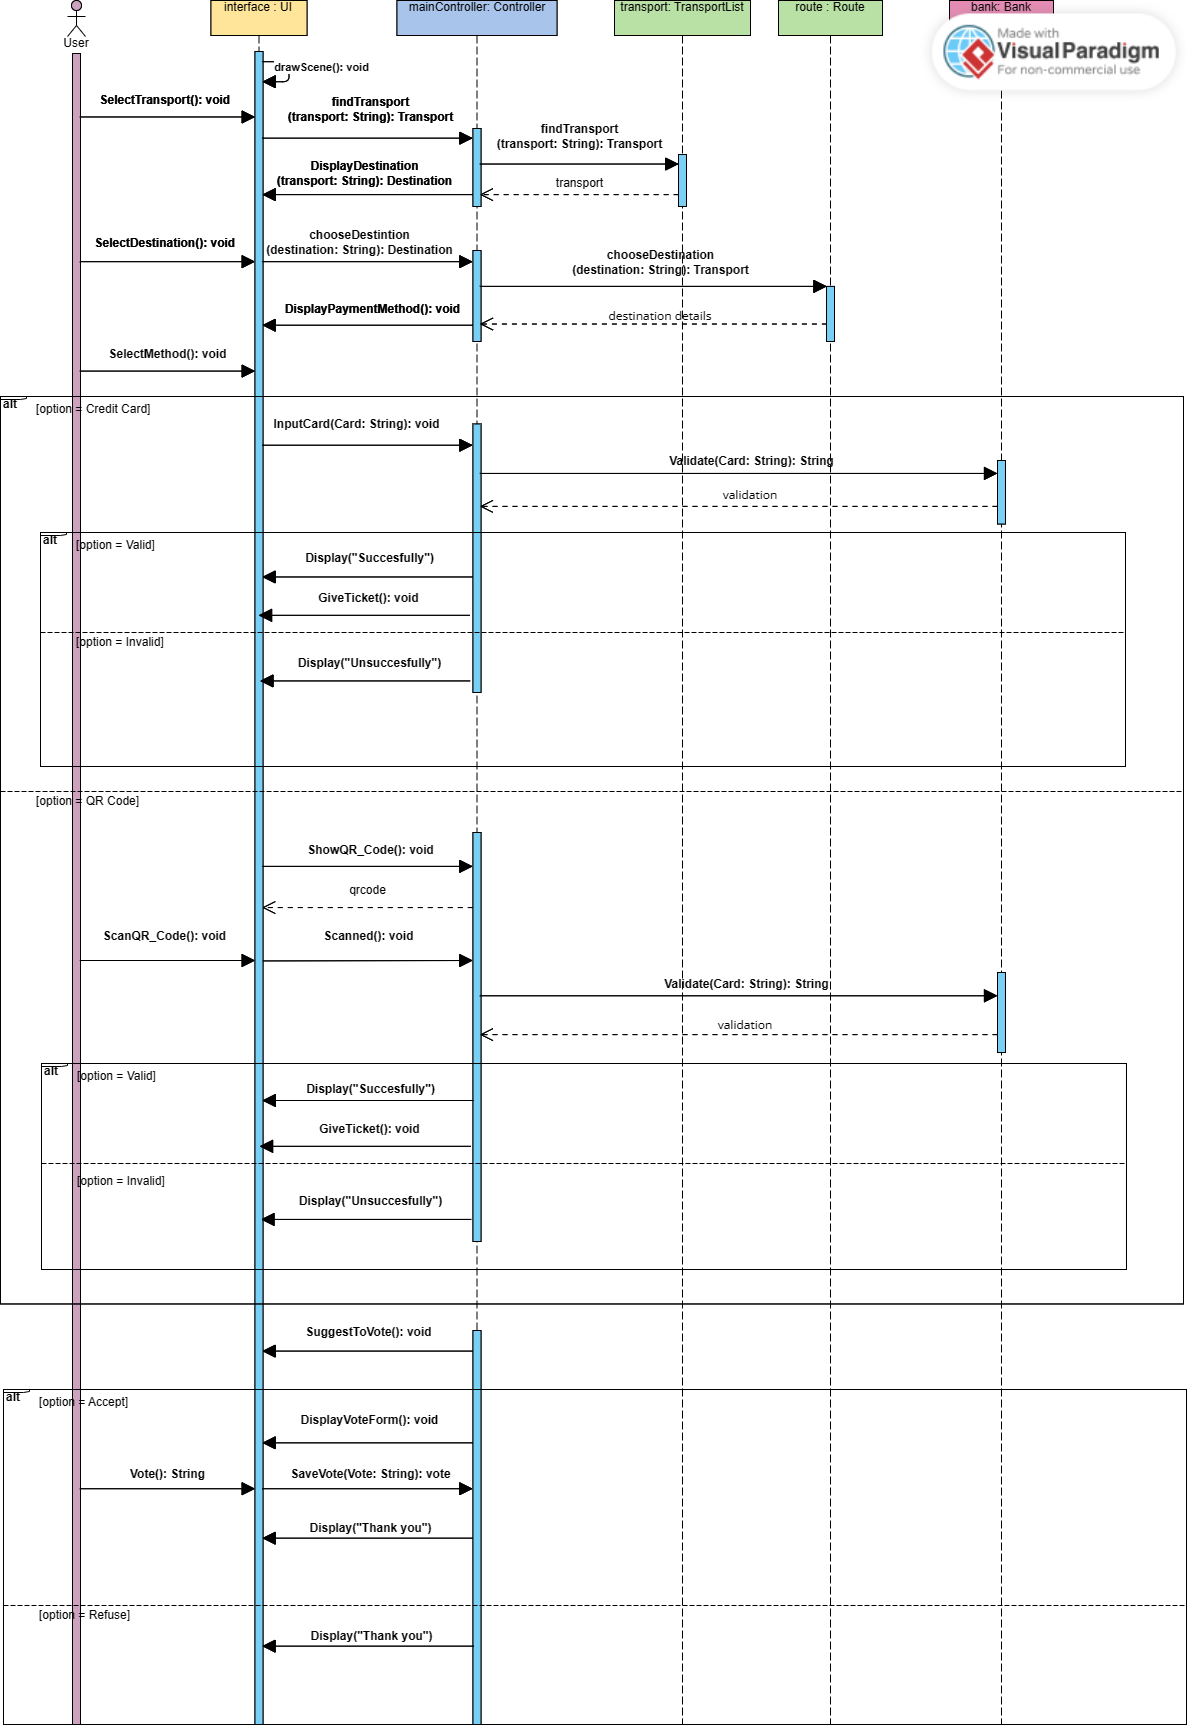 interface : UI
mainController: Controller
transport: TransportList
route : Route
bank: Bank
Made with
VisualParadigm
For non-commercial use
User
drawScene(): void
SelectTransport(): void
findTransport
(transport: String): Transport
findTransport
(transport: String): Transport
DisplayDestination
(transport: String): Destination
transport
SelectDestination(): void
chooseDestintion
(destination: String): Destination
chooseDestination
(destination: String): Transport
DisplayPaymentMethod(): void
destination details
SelectMethod(): void
alt
[option = Credit Card]
InputCard(Card: String): void
Validate(Card: String): String
validation
alt
[option = Valid]
Display("Succesfully")
GiveTicket(): void
[option = Invalid]
Display("Unsuccesfully")
[option = QR Code]
ShowQR_Code(): void
qrcode
ScanQR_Code(): void
Scanned(): void
Validate(Card: String): String
validation
alt
[option = Valid]
Display("Succesfully")
GiveTicket(): void
[option = Invalid]
Display("Unsuccesfully")
SuggestToVote(): void
alt
[option = Accept]
DisplayVoteForm(): void
Vote(): String
SaveVote(Vote: String): vote
Display("Thank you")
[option = Refuse]
Display("Thank you")